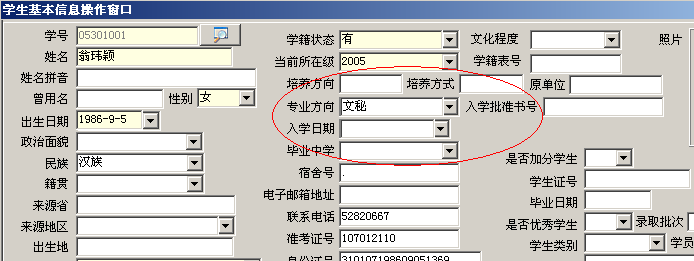 学生基本信息操作窗口
学号 05301001 学籍状态 有 文化程度 照片
姓名 翁玮颖 当前所在级 2005 学籍表号
姓名拼音 培养方向 培养方式 原单位
曾用名 性别 女 专业方向 文秘 入学批准书号
出生日期 1986-9-5 入学日期
政治面貌 毕业中学 是否加分学生
民族 汉族 宿舍号 . 学生证号
籍贯 电子邮箱地址 毕业日期
来源省 联系电话 52820667 是否优秀学生 录取批次
来源地区 准考证号 107012110 学生类别 学员
出生地